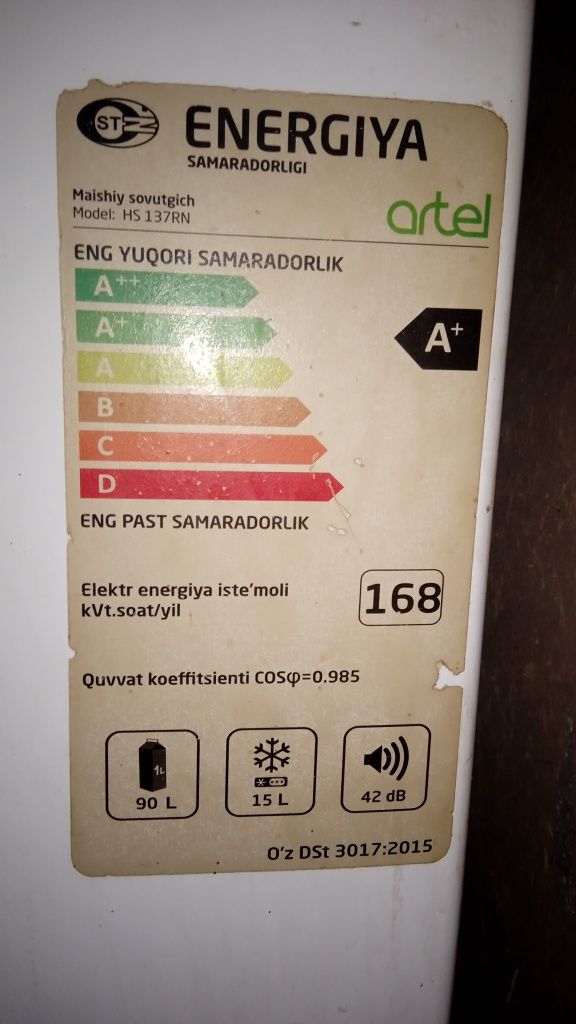 ST
ENERGIYA
SAMARADORLIGI
Maishiy sovutgich
Model: HS 137RN
artel
ENG YUQORI SAMARADORLIK
A++
A+
A+
A
B
C
D
ENG PAST SAMARADORLIK
Elektr energiya iste'moli
kVt.soat/yil
168
Quvvat koeffitsienti COSφ=0.985
1L
90 L
15 L
42 dB
O'z DSt 3017:2015